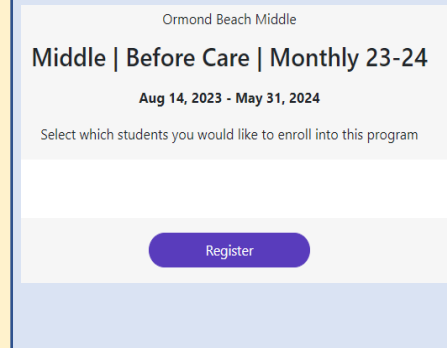 Ormond Beach Middle
Middle | Before Care | Monthly 23-24
Aug 14, 2023 - May 31, 2024
Select which students you would like to enroll into this program
Register